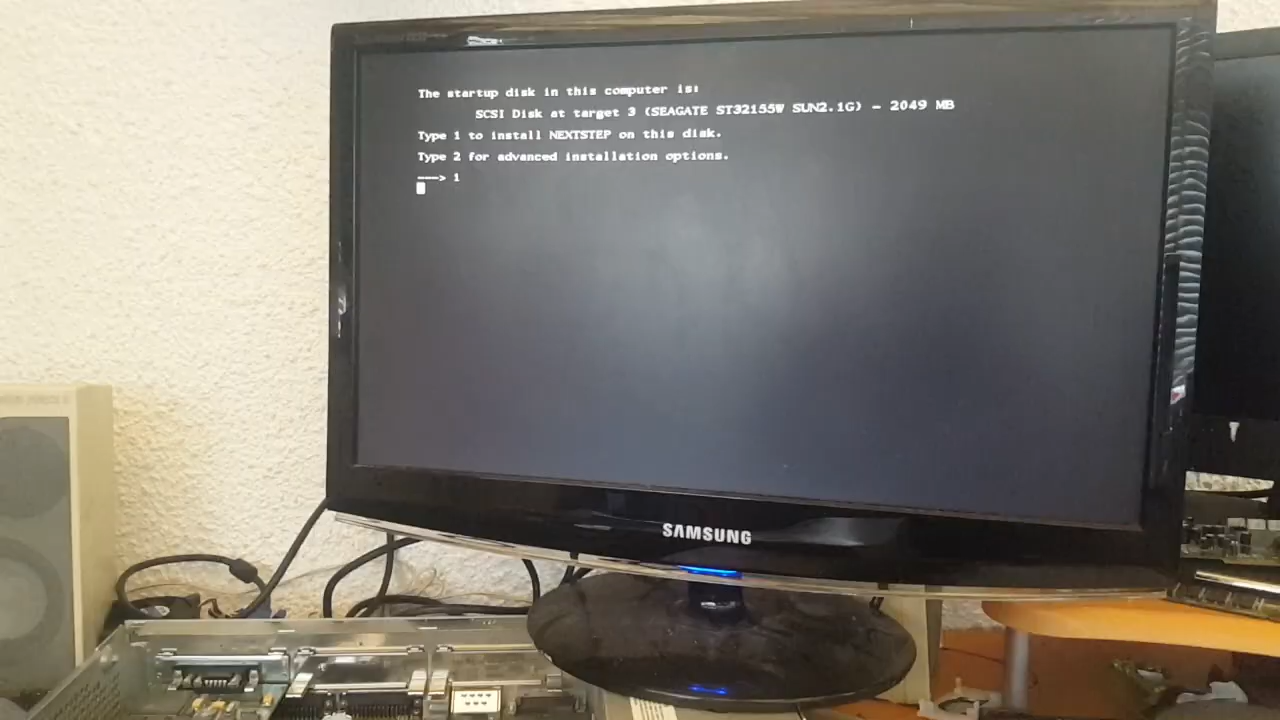 The startup disk in this computer is:
SCSI Disk at target 3 (SEAGATE ST32155W SUN2.1G) - 2049 MB
Type 1 to install NEXTSTEP on this disk.
Type 2 for advanced installation options.
---> 1
SAMSUNG